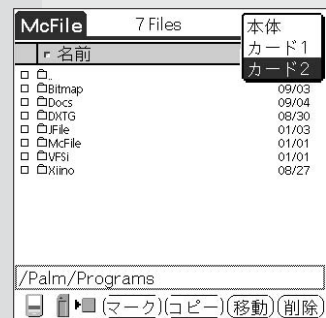 McFile 7 Files 本体
カード1
カード2
名前
..
Bitmap 09/03
Docs 09/04
DXTG 08/30
JFile 01/03
McFile 01/01
VFSi 01/01
Xiino 08/27
/Palm/Programs
マーク コピー 移動 削除